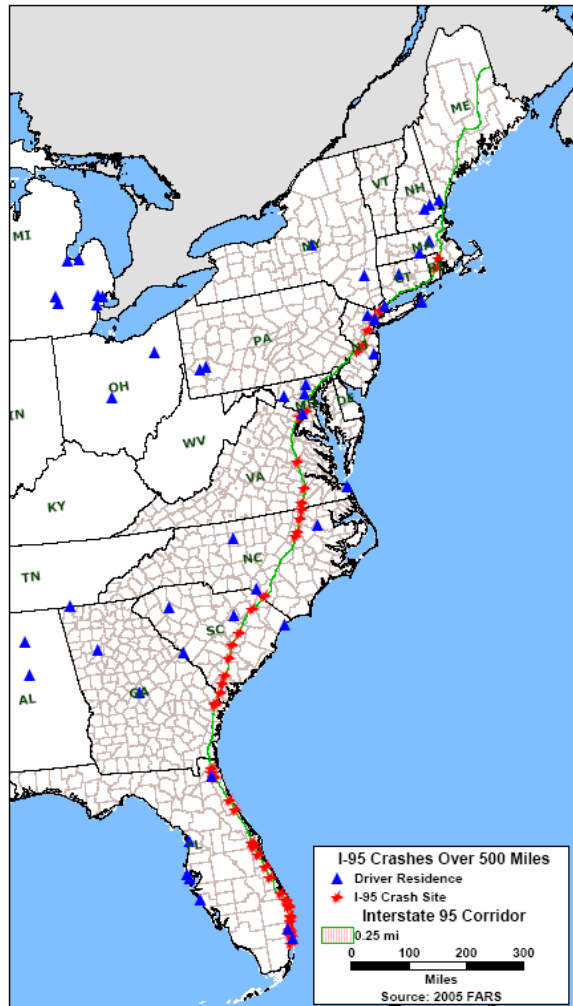 ME
VT
NH
MI
NY
MA
CT
PA
NJ
OH
MD
DE
IN
WV
VA
KY
NC
TN
SC
AL
GA
FL
I-95 Crashes Over 500 Miles
Driver Residence
I-95 Crash Site
Interstate 95 Corridor
0.25 mi
0 100 200 300
Miles
Source: 2005 FARS